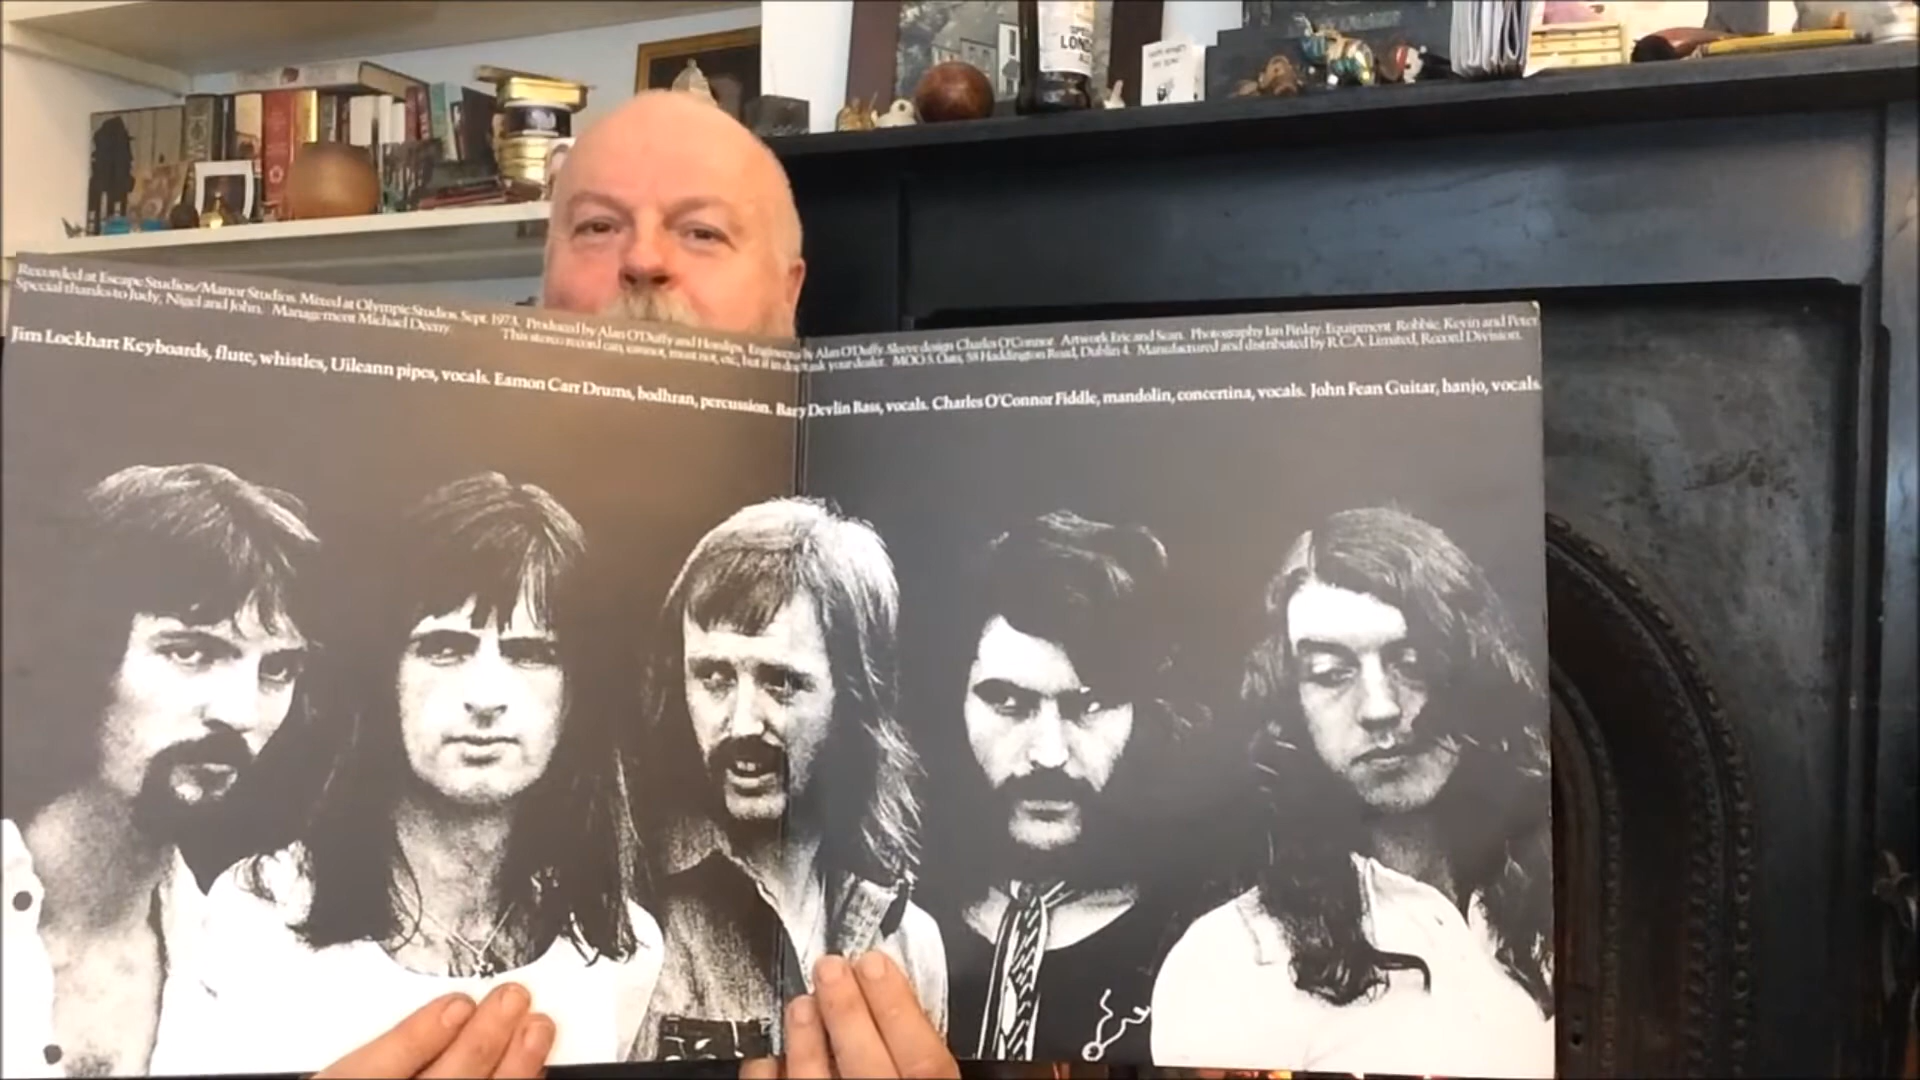 LOND
Recorded at Escape Studios/Manor Studios. Mixed at Olympic Studios. Sept. 1973. Produced by Alan O'Duffy and Horslips. Engineered by Alan O'Duffy. Sleeve design Charles O'Connor. Artwork Eric and Sean. Photography Ian Finlay. Equipment Robbie, Kevin and Peter
Special thanks to Judy, Nigel and John. Management Michael Deeny. This stereo record can, cannot, must not, etc., but if in doubt ask your dealer. MOO 5. Oats, 58 Haddington Road, Dublin 4. Manufactured and distributed by R.C.A. Limited, Record Division.
Jim Lockhart Keyboards, flute, whistles, Uileann pipes, vocals. Eamon Carr Drums, bodhran, percussion. Barry Devlin Bass, vocals. Charles O'Connor Fiddle, mandolin, concertina, vocals. John Fean Guitar, banjo, vocals.